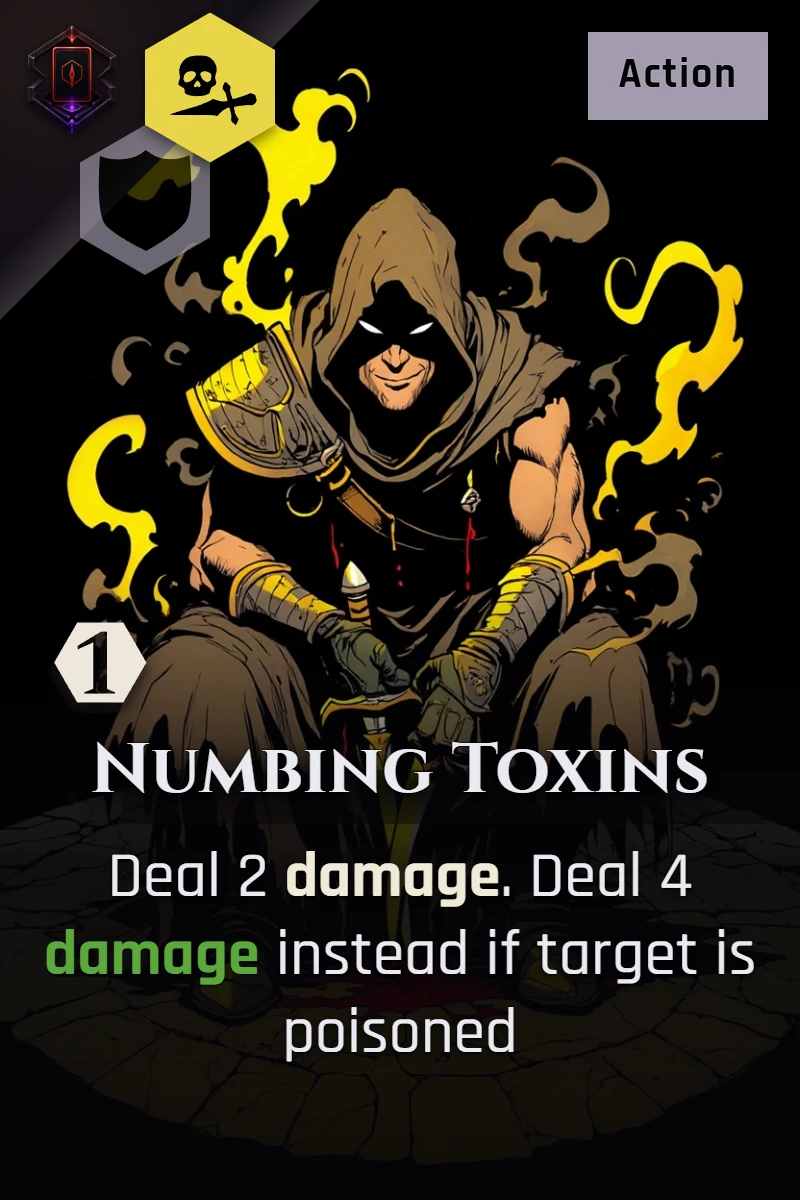 Action
1
Numbing Toxins
Deal 2 damage. Deal 4
damage instead if target is
poisoned